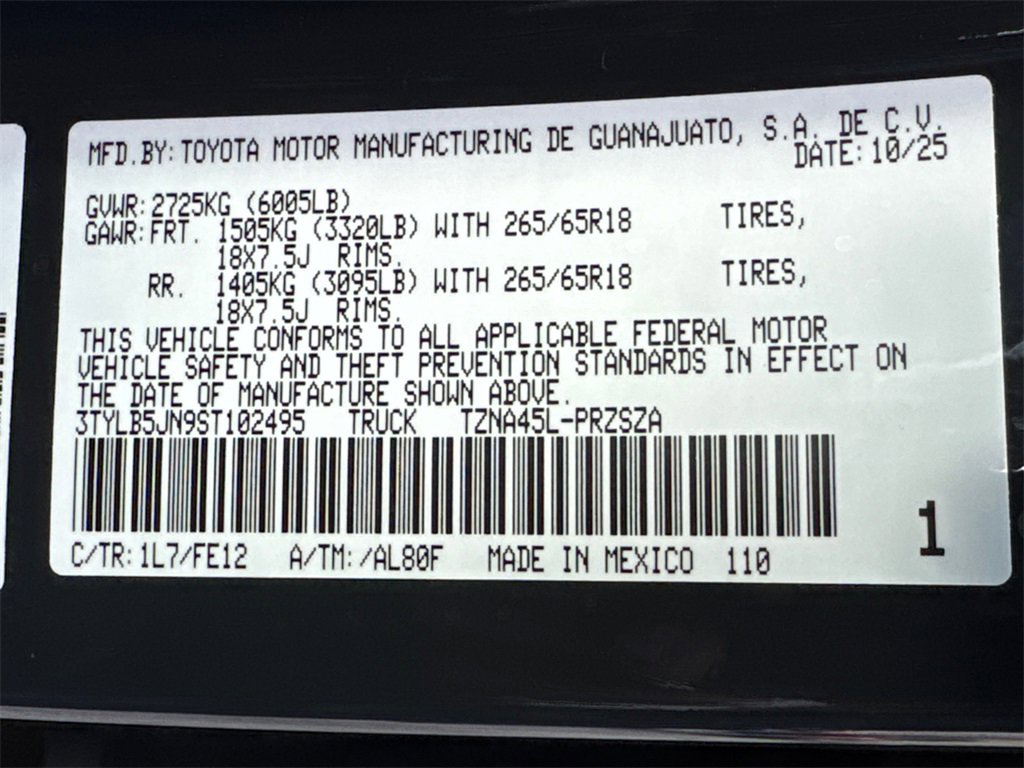 MFD.BY:TOYOTA MOTOR MANUFACTURING DE GUANAJUATO, S.A. DE C.V.
DATE:10/25
GVWR:2725KG (6005LB)
GAWR:FRT. 1505KG (3320LB) WITH 265/65R18 TIRES,
18X7.5J RIMS.
RR. 1405KG (3095LB) WITH 265/65R18 TIRES,
18X7.5J RIMS.
THIS VEHICLE CONFORMS TO ALL APPLICABLE FEDERAL MOTOR
VEHICLE SAFETY AND THEFT PREVENTION STANDARDS IN EFFECT ON
THE DATE OF MANUFACTURE SHOWN ABOVE.
3TYLB5JN9ST102495 TRUCK TZNA45L-PRZSZA
C/TR:1L7/FE12 A/TM:/AL80F MADE IN MEXICO 110
1